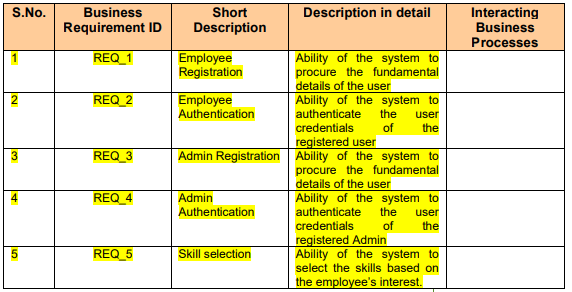 S.No. Business Requirement ID Short Description Description in detail Interacting Business Processes
1 REQ_1 Employee Registration Ability of the system to procure the fundamental details of the user
2 REQ_2 Employee Authentication Ability of the system to authenticate the user credentials of the registered user
3 REQ_3 Admin Registration Ability of the system to procure the fundamental details of the user
4 REQ_4 Admin Authentication Ability of the system to authenticate the user credentials of the registered Admin
5 REQ_5 Skill selection Ability of the system to select the skills based on the employee's interest.